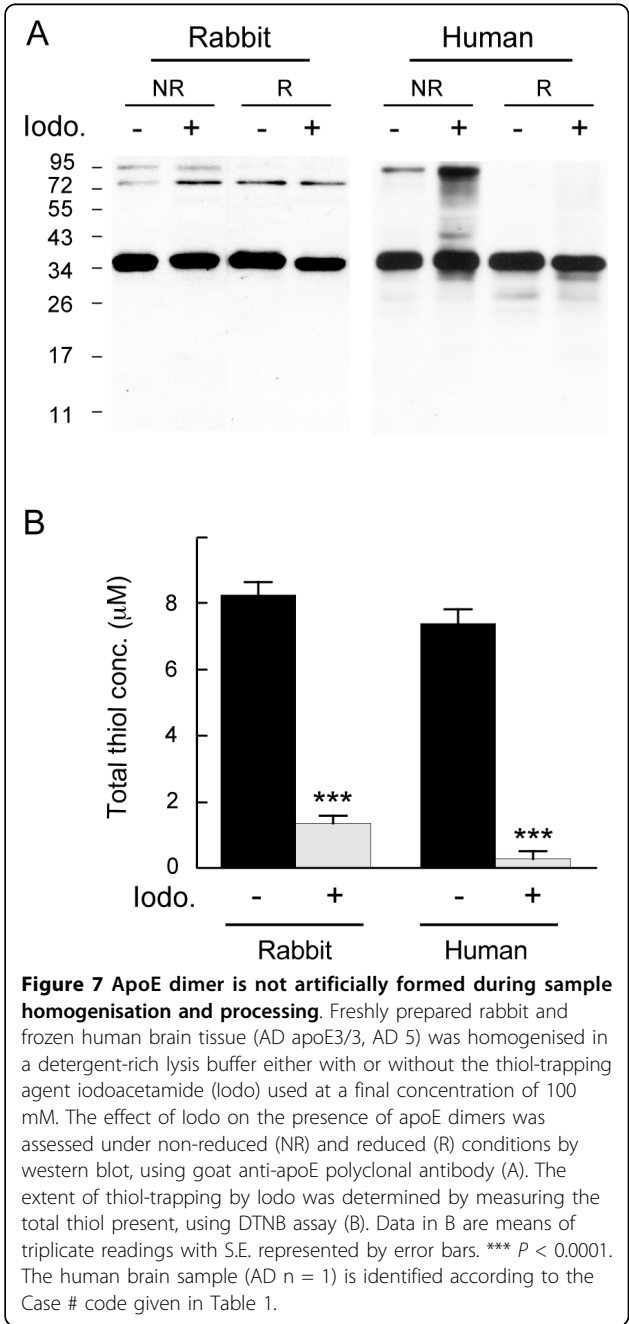 A
Rabbit Human
NR R NR R
Iodo. - + - + - + - +
95
72
55
43
34
26
17
11
B
Total thiol conc. (μM)
8
6
4
2
0
*** ***
Iodo. - + - +
Rabbit Human
Figure 7 ApoE dimer is not artificially formed during sample
homogenisation and processing. Freshly prepared rabbit and
frozen human brain tissue (AD apoE3/3, AD 5) was homogenised in
a detergent-rich lysis buffer either with or without the thiol-trapping
agent iodoacetamide (Iodo) used at a final concentration of 100
mM. The effect of Iodo on the presence of apoE dimers was
assessed under non-reduced (NR) and reduced (R) conditions by
western blot, using goat anti-apoE polyclonal antibody (A). The
extent of thiol-trapping by Iodo was determined by measuring the
total thiol present, using DTNB assay (B). Data in B are means of
triplicate readings with S.E. represented by error bars. *** P < 0.0001.
The human brain sample (AD n = 1) is identified according to the
Case # code given in Table 1.